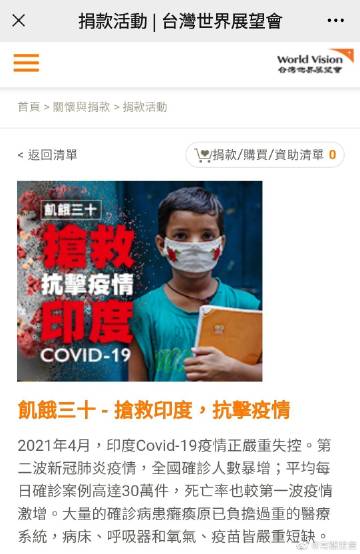 捐款活動 | 台灣世界展望會
World Vision
台灣世界展望會
首頁 > 關懷與捐款 > 捐款活動
< 返回清單
捐款/購買/資助清單 0
飢餓三十
搶救
抗擊疫情
印度
COVID-19
飢餓三十 - 搶救印度，抗擊疫情
2021年4月，印度Covid-19疫情正嚴重失控。第
二波新冠肺炎疫情，全國確診人數暴增；平均每
日確診案例高達30萬件，死亡率也較第一波疫情
激增。大量的確診病患癱瘓原已負擔過重的醫療
系統，病床、呼吸器和氧氣、疫苗皆嚴重短缺。